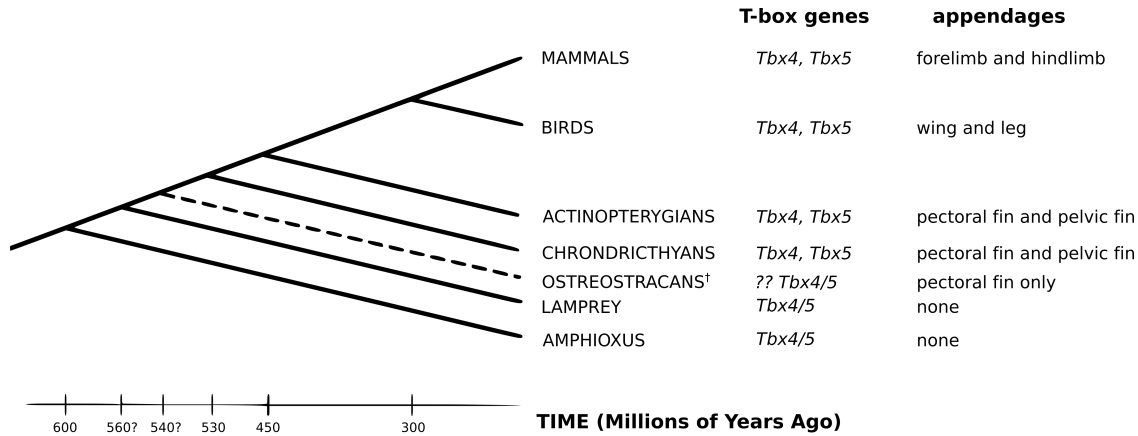 T-box genes appendages
MAMMALS Tbx4, Tbx5 forelimb and hindlimb
BIRDS Tbx4, Tbx5 wing and leg
ACTINOPTERYGIANS Tbx4, Tbx5 pectoral fin and pelvic fin
CHRONDRICTHYANS Tbx4, Tbx5 pectoral fin and pelvic fin
OSTREOSTRACANS† ?? Tbx4/5 pectoral fin only
LAMPREY Tbx4/5 none
AMPHIOXUS Tbx4/5 none
600 560? 540? 530 450 300 TIME (Millions of Years Ago)